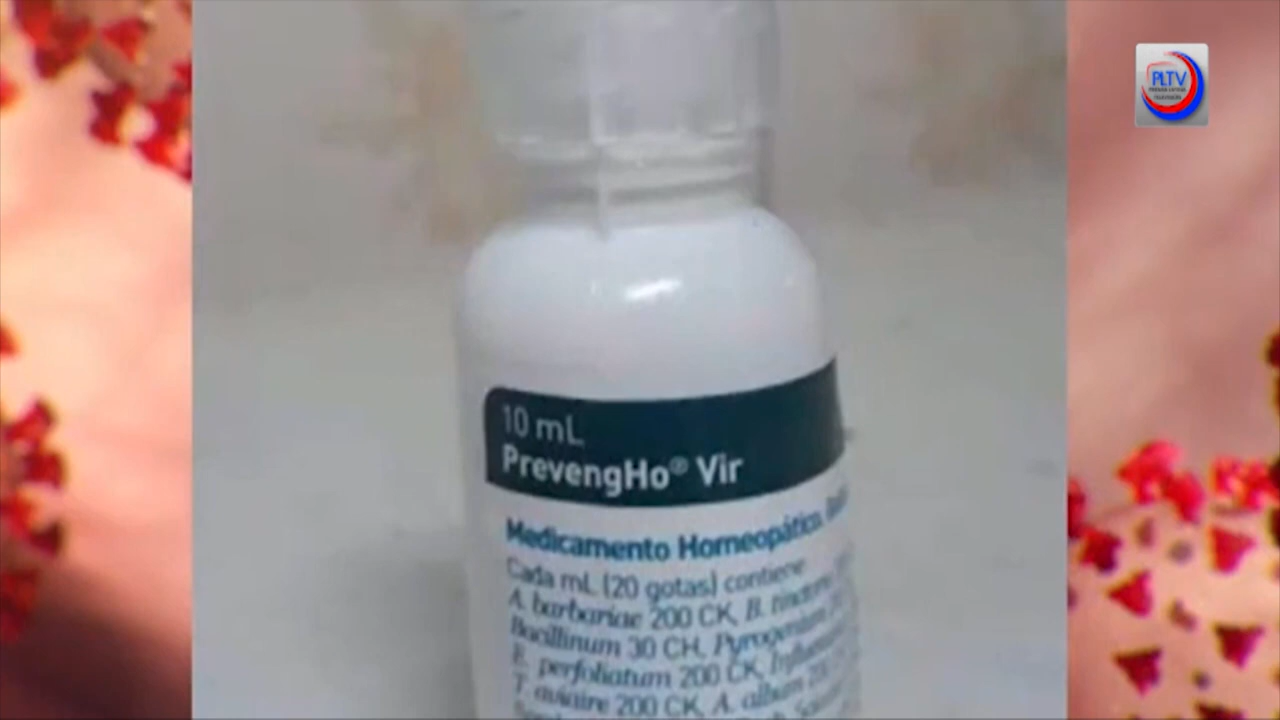 PLTV
10 mL
PrevengHo® Vir
Medicamento Homeopático.
Cada mL (20 gotas) contiene
A. barbariae 200 CK, B. tinctoria
Bacillinum 30 CH, Pyrogenium
E. perfoliatum 200 CK,
T. aviaire 200 CK, A. album 200